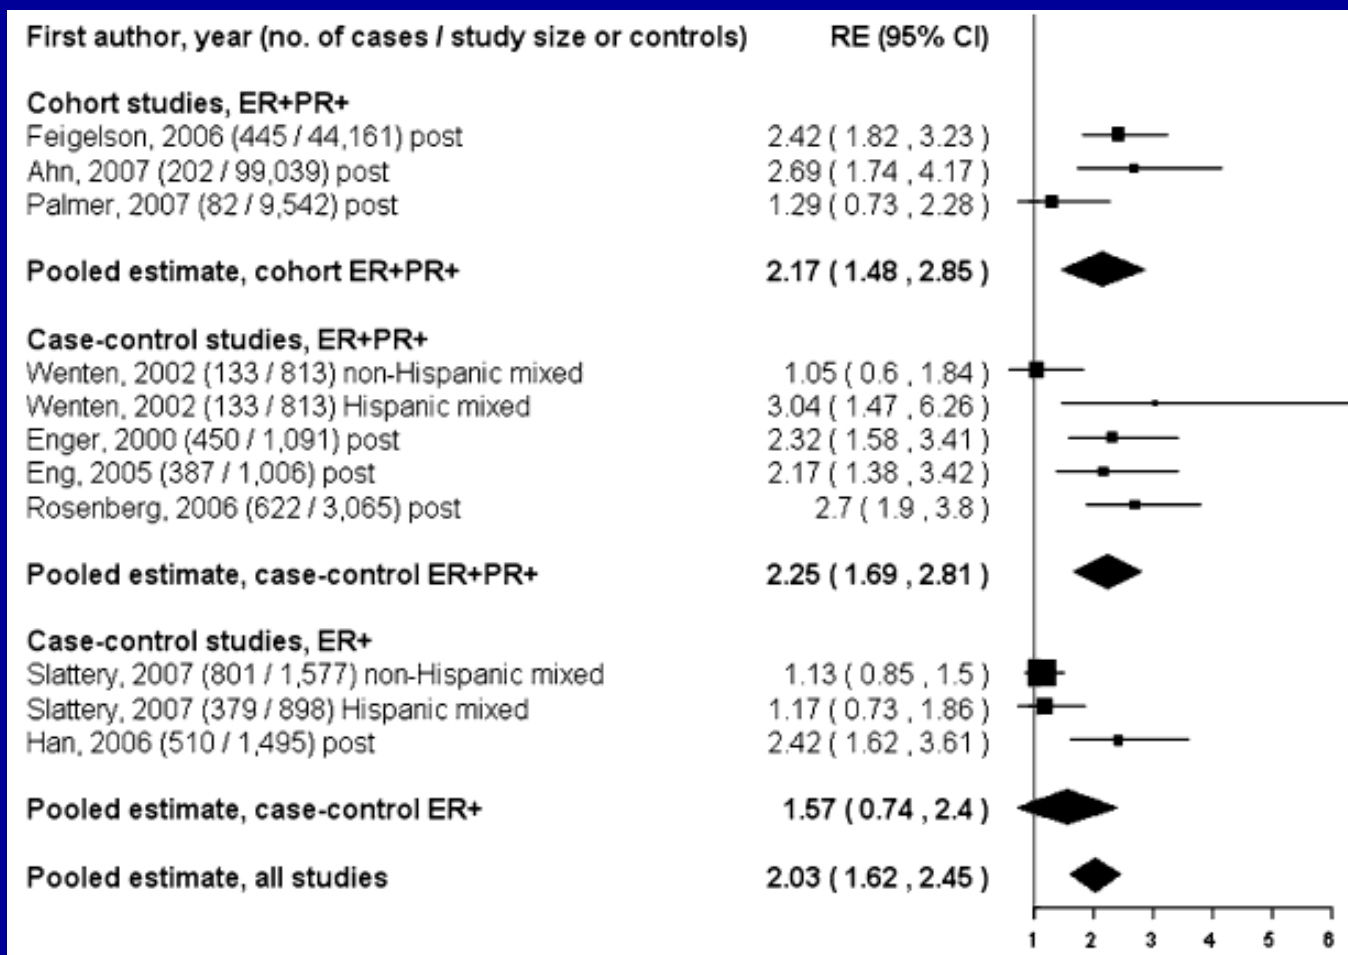 First author, year (no. of cases / study size or controls) RE (95% CI)
Cohort studies, ER+PR+
Feigelson, 2006 (445 / 44,161) post 2.42 ( 1.82 , 3.23 )
Ahn, 2007 (202 / 99,039) post 2.69 ( 1.74 , 4.17 )
Palmer, 2007 (82 / 9,542) post 1.29 ( 0.73 , 2.28 )
Pooled estimate, cohort ER+PR+ 2.17 ( 1.48 , 2.85 )
Case-control studies, ER+PR+
Wenten, 2002 (133 / 813) non-Hispanic mixed 1.05 ( 0.6 , 1.84 )
Wenten, 2002 (133 / 813) Hispanic mixed 3.04 ( 1.47 , 6.26 )
Enger, 2000 (450 / 1,091) post 2.32 ( 1.58 , 3.41 )
Eng, 2005 (387 / 1,006) post 2.17 ( 1.38 , 3.42 )
Rosenberg, 2006 (622 / 3,065) post 2.7 ( 1.9 , 3.8 )
Pooled estimate, case-control ER+PR+ 2.25 ( 1.69 , 2.81 )
Case-control studies, ER+
Slattery, 2007 (801 / 1,577) non-Hispanic mixed 1.13 ( 0.85 , 1.5 )
Slattery, 2007 (379 / 898) Hispanic mixed 1.17 ( 0.73 , 1.86 )
Han, 2006 (510 / 1,495) post 2.42 ( 1.62 , 3.61 )
Pooled estimate, case-control ER+ 1.57 ( 0.74 , 2.4 )
Pooled estimate, all studies 2.03 ( 1.62 , 2.45 )
1 2 3 4 5 6